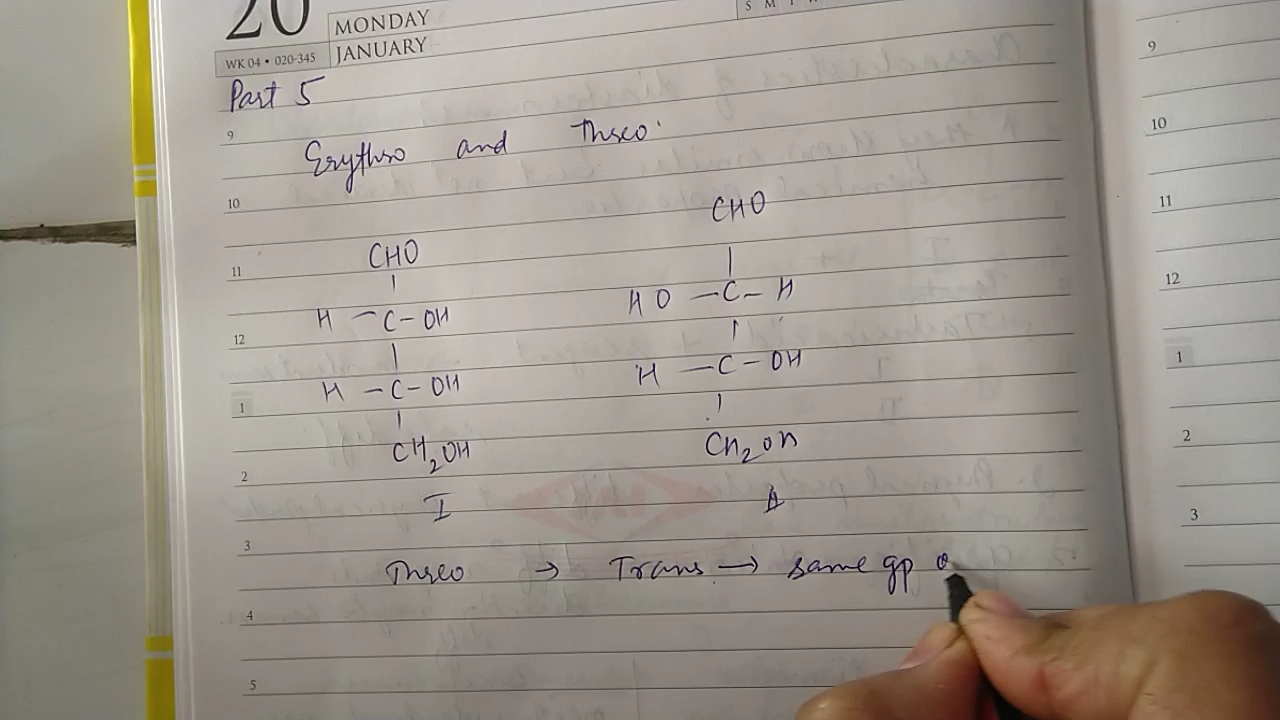 20
S M T W
MONDAY
WK 04 • 020-345 JANUARY
Part 5
9
Erythro and Threo
10
CHO CHO
11
H - C - OH HO - C - H
12
H - C - OH H - C - OH
1
CH2OH CH2OH
2
I II
3
Threo → Trans → same gp o
4
5
9
10
11
12
1
2
3